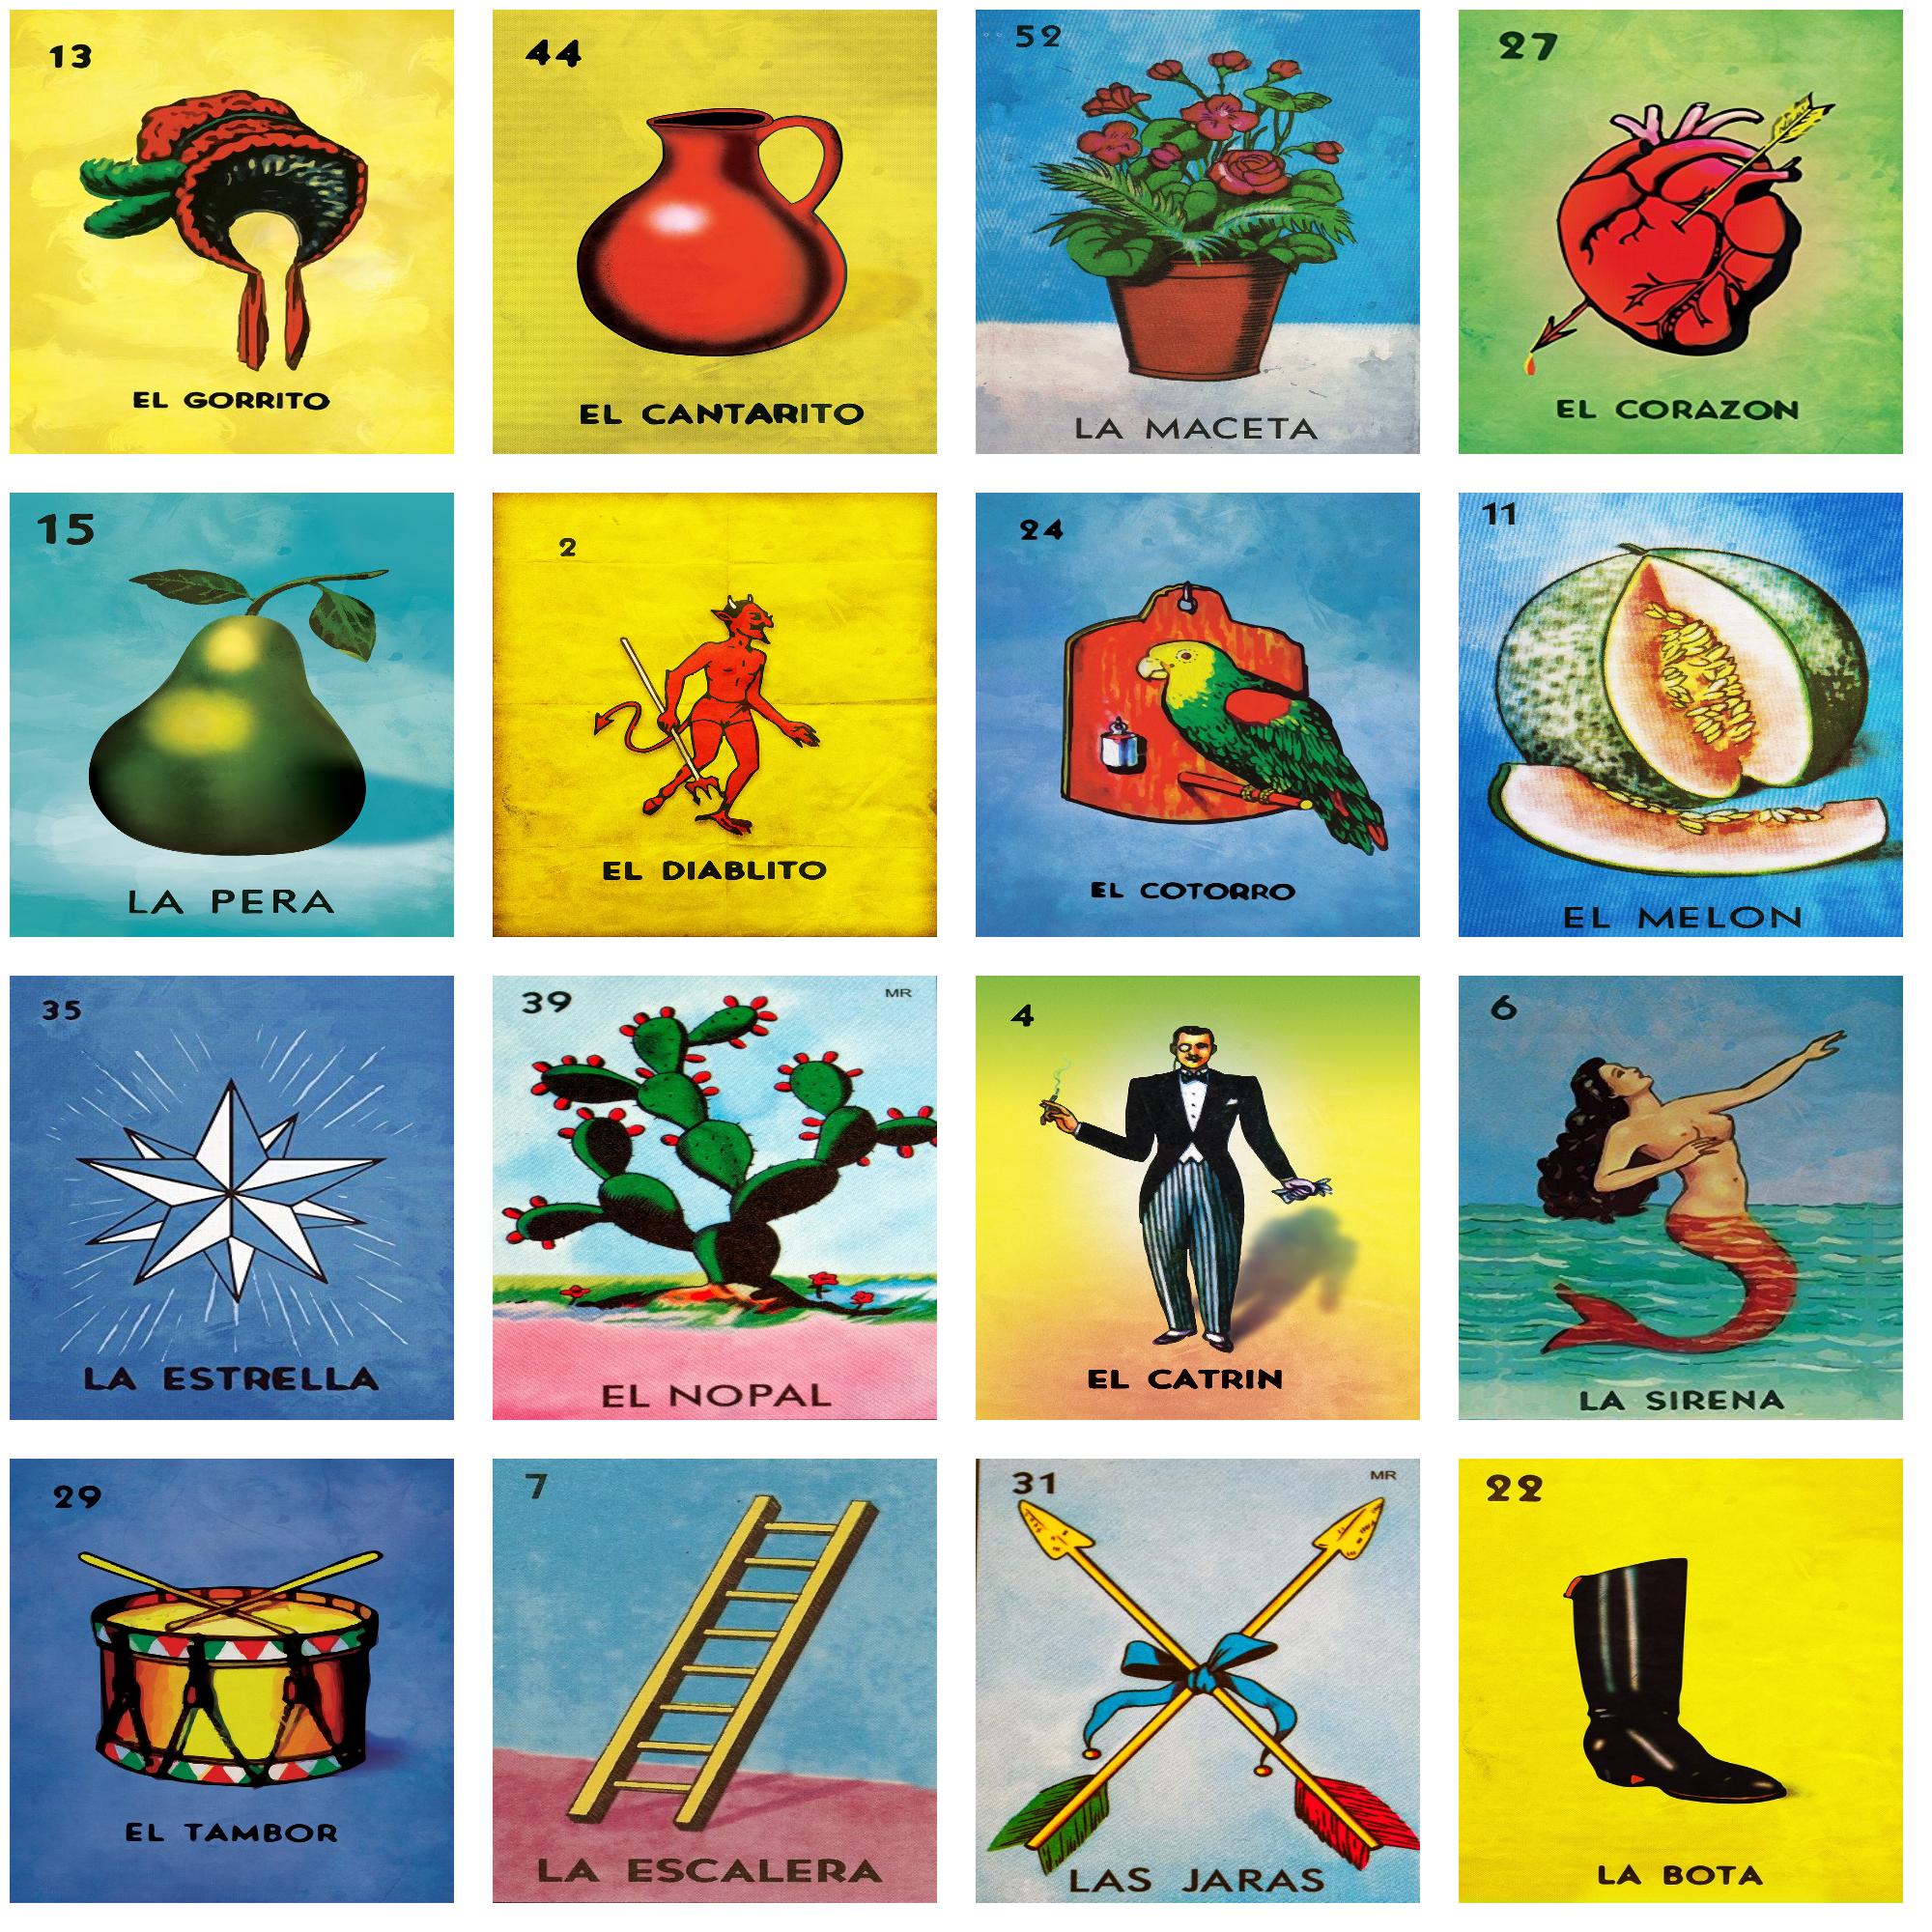 13
EL GORRITO
44
EL CANTARITO
52
LA MACETA
27
EL CORAZON
15
LA PERA
2
EL DIABLITO
24
EL COTORRO
11
EL MELON
35
LA ESTRELLA
39
MR
EL NOPAL
4
EL CATRIN
6
LA SIRENA
29
EL TAMBOR
7
LA ESCALERA
31
MR
LAS JARAS
22
LA BOTA